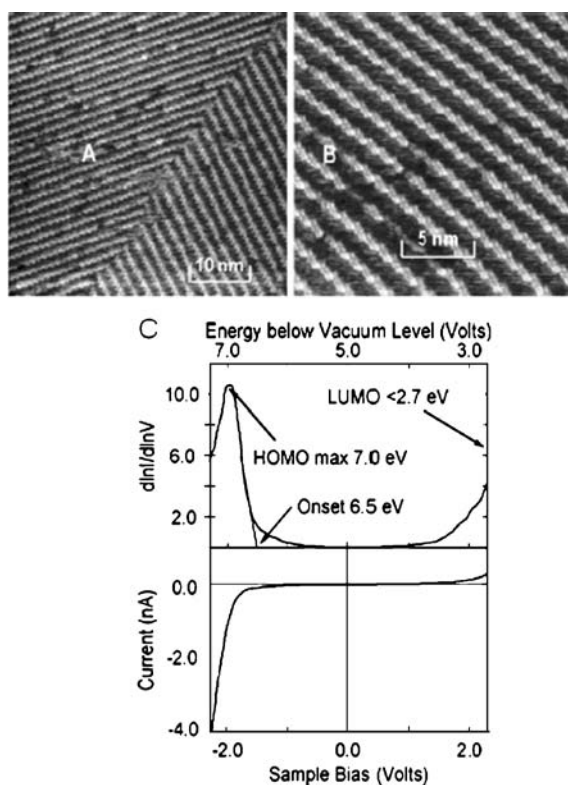 A
10 nm
B
5 nm
C
Energy below Vacuum Level (Volts)
7.0 5.0 3.0
10.0
6.0
2.0
dlnI/dlnV
LUMO <2.7 eV
HOMO max 7.0 eV
Onset 6.5 eV
0.0
-2.0
-4.0
Current (nA)
-2.0 0.0 2.0
Sample Bias (Volts)